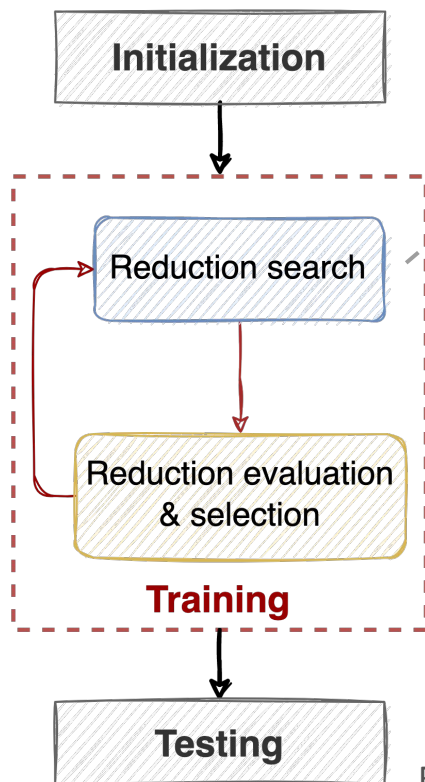 Initialization
Reduction search
Reduction evaluation
& selection
Training
Testing